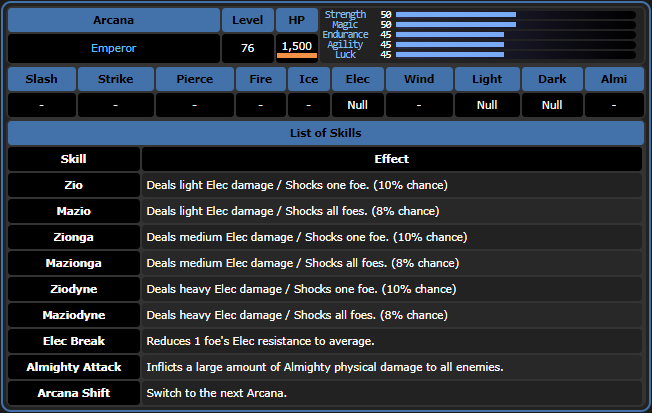 Arcana Level HP Strength 50
Magic 50
Endurance 45
Emperor 76 1,500 Agility 45
Luck 45
Slash Strike Pierce Fire Ice Elec Wind Light Dark Almi
- - - - - Null - Null Null -
List of Skills
Skill Effect
Zio Deals light Elec damage / Shocks one foe. (10% chance)
Mazio Deals light Elec damage / Shocks all foes. (8% chance)
Zionga Deals medium Elec damage / Shocks one foe. (10% chance)
Mazionga Deals medium Elec damage / Shocks all foes. (8% chance)
Ziodyne Deals heavy Elec damage / Shocks one foe. (10% chance)
Maziodyne Deals heavy Elec damage / Shocks all foes. (8% chance)
Elec Break Reduces 1 foe's Elec resistance to average.
Almighty Attack Inflicts a large amount of Almighty physical damage to all enemies.
Arcana Shift Switch to the next Arcana.